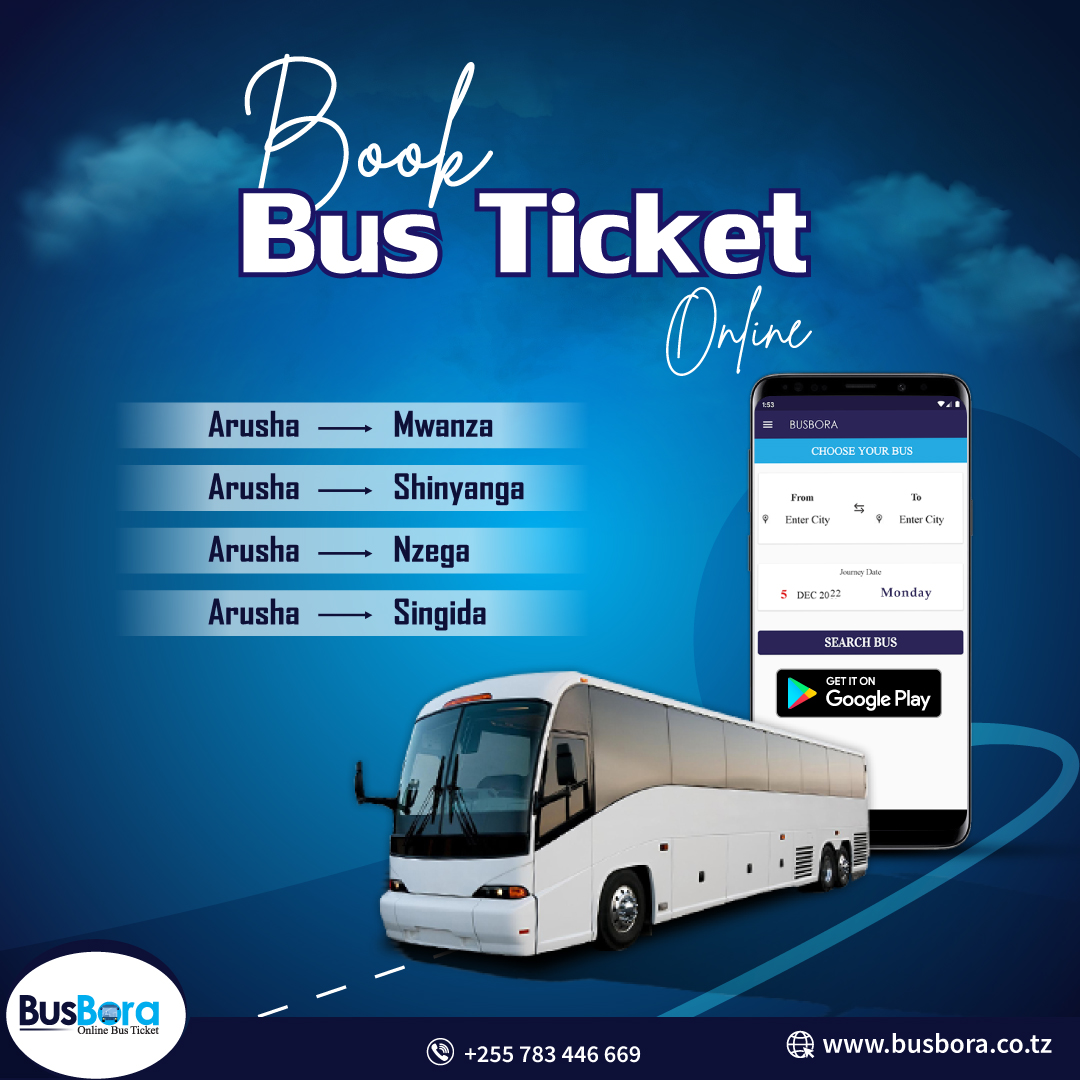 Book
Bus Ticket
Online
Arusha → Mwanza
Arusha → Shinyanga
Arusha → Nzega
Arusha → Singida
1:53
BUSBORA
CHOOSE YOUR BUS
From To
Enter City Enter City
Journey Date
5 DEC 2022 Monday
SEARCH BUS
GET IT ON
Google Play
BusBora
Online Bus Ticket
+255 783 446 669
www.busbora.co.tz